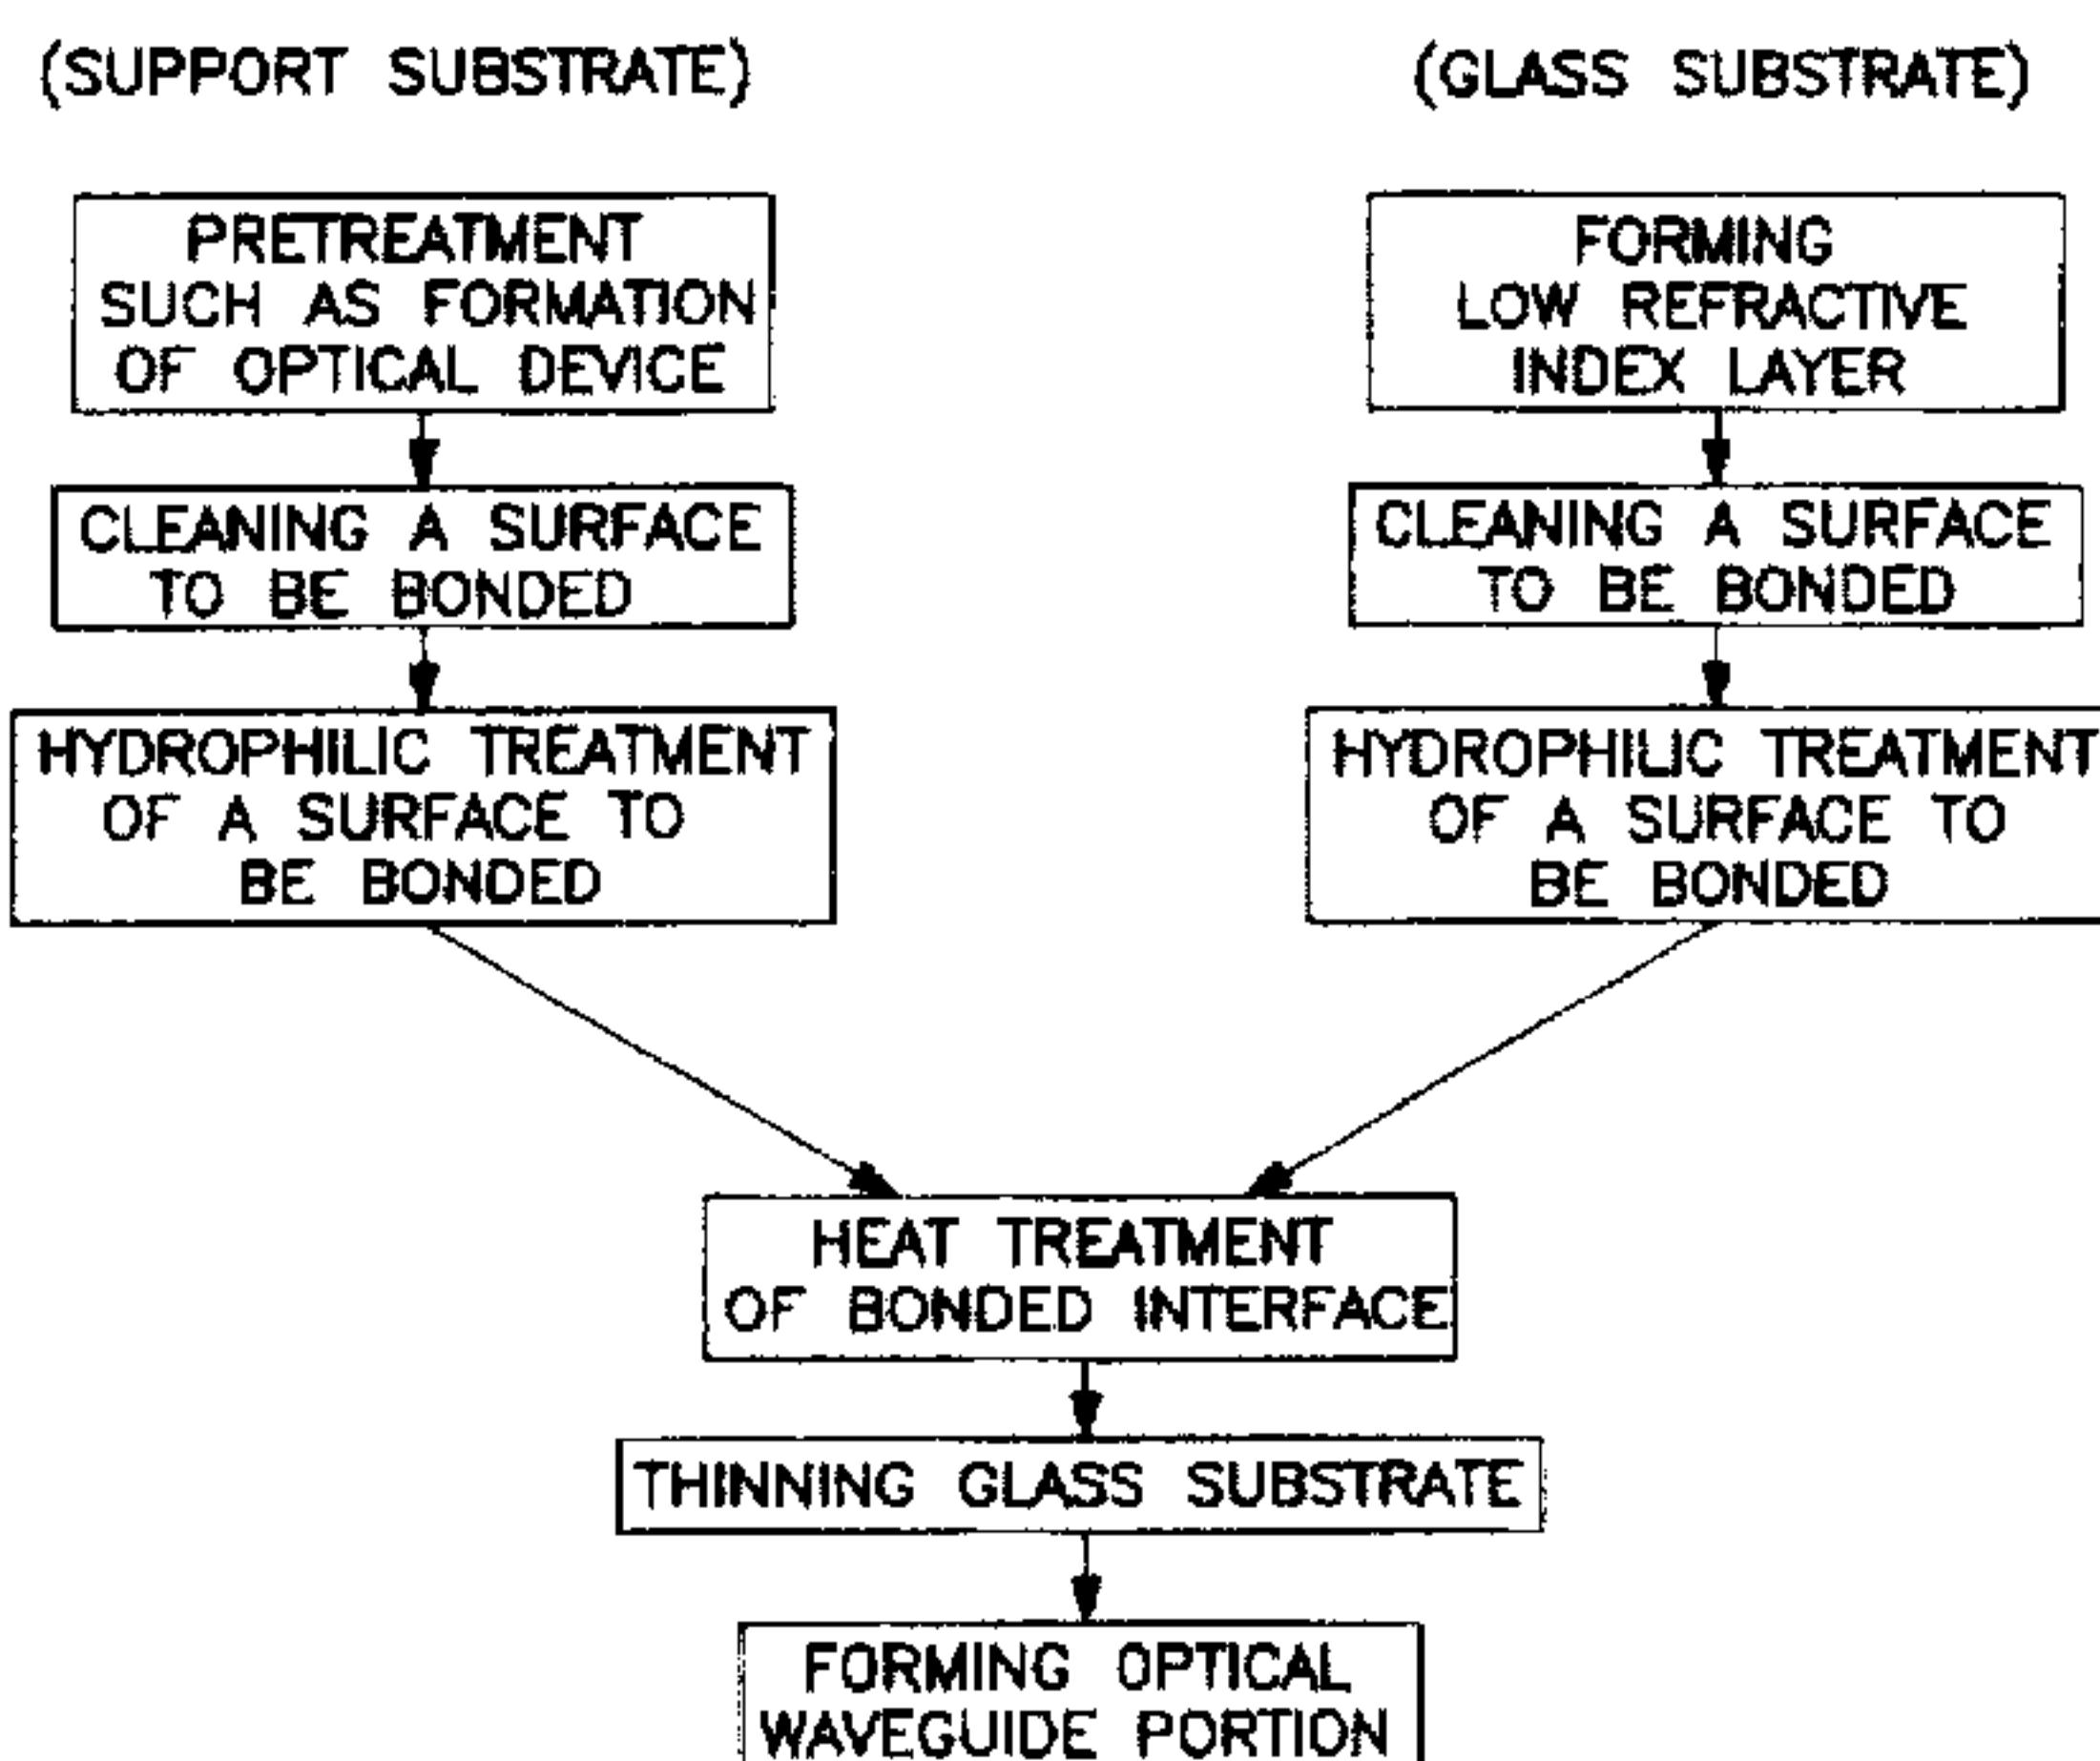 (SUPPORT SUBSTRATE)
PRETREATMENT
SUCH AS FORMATION
OF OPTICAL DEVICE
CLEANING A SURFACE
TO BE BONDED
HYDROPHILIC TREATMENT
OF A SURFACE TO
BE BONDED
(GLASS SUBSTRATE)
FORMING
LOW REFRACTIVE
INDEX LAYER
CLEANING A SURFACE
TO BE BONDED
HYDROPHILIC TREATMENT
OF A SURFACE TO
BE BONDED
HEAT TREATMENT
OF BONDED INTERFACE
THINNING GLASS SUBSTRATE
FORMING OPTICAL
WAVEGUIDE PORTION